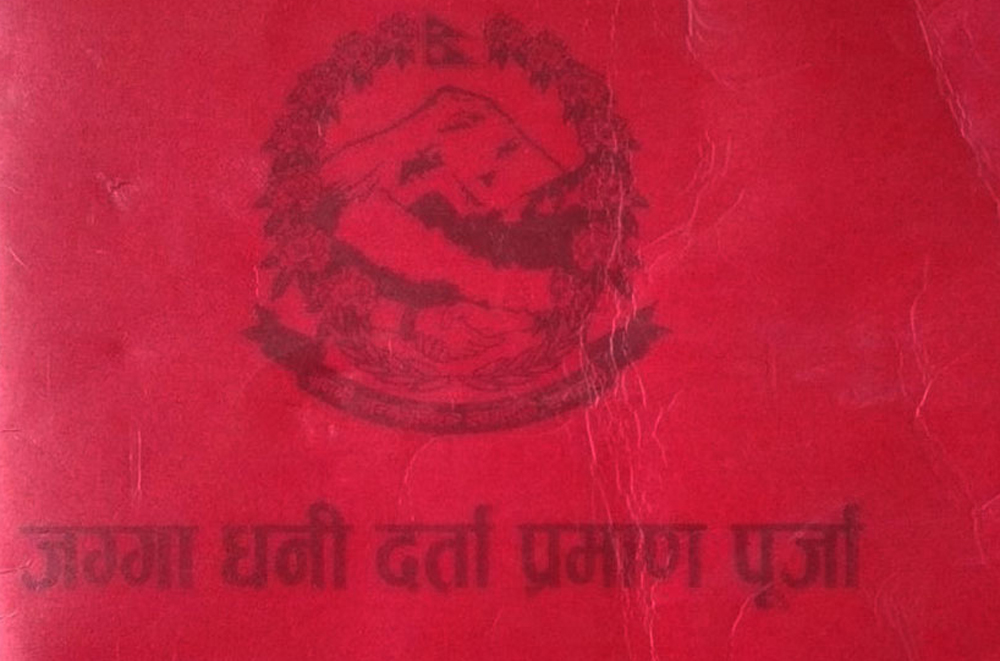 जग्गा धनी दर्ता प्रमाण पूर्जा